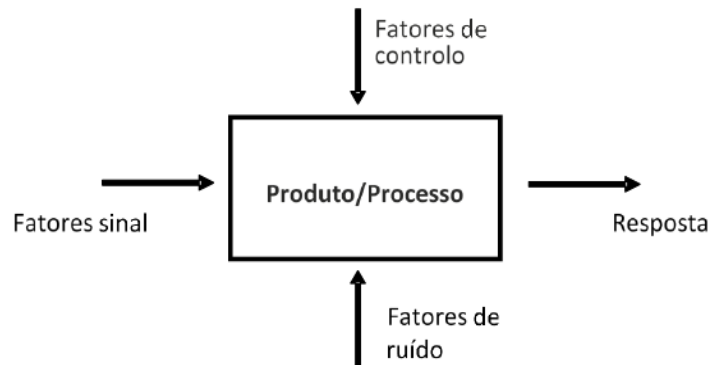 Fatores de
controlo
Produto/Processo
Fatores sinal
Resposta
Fatores de
ruído